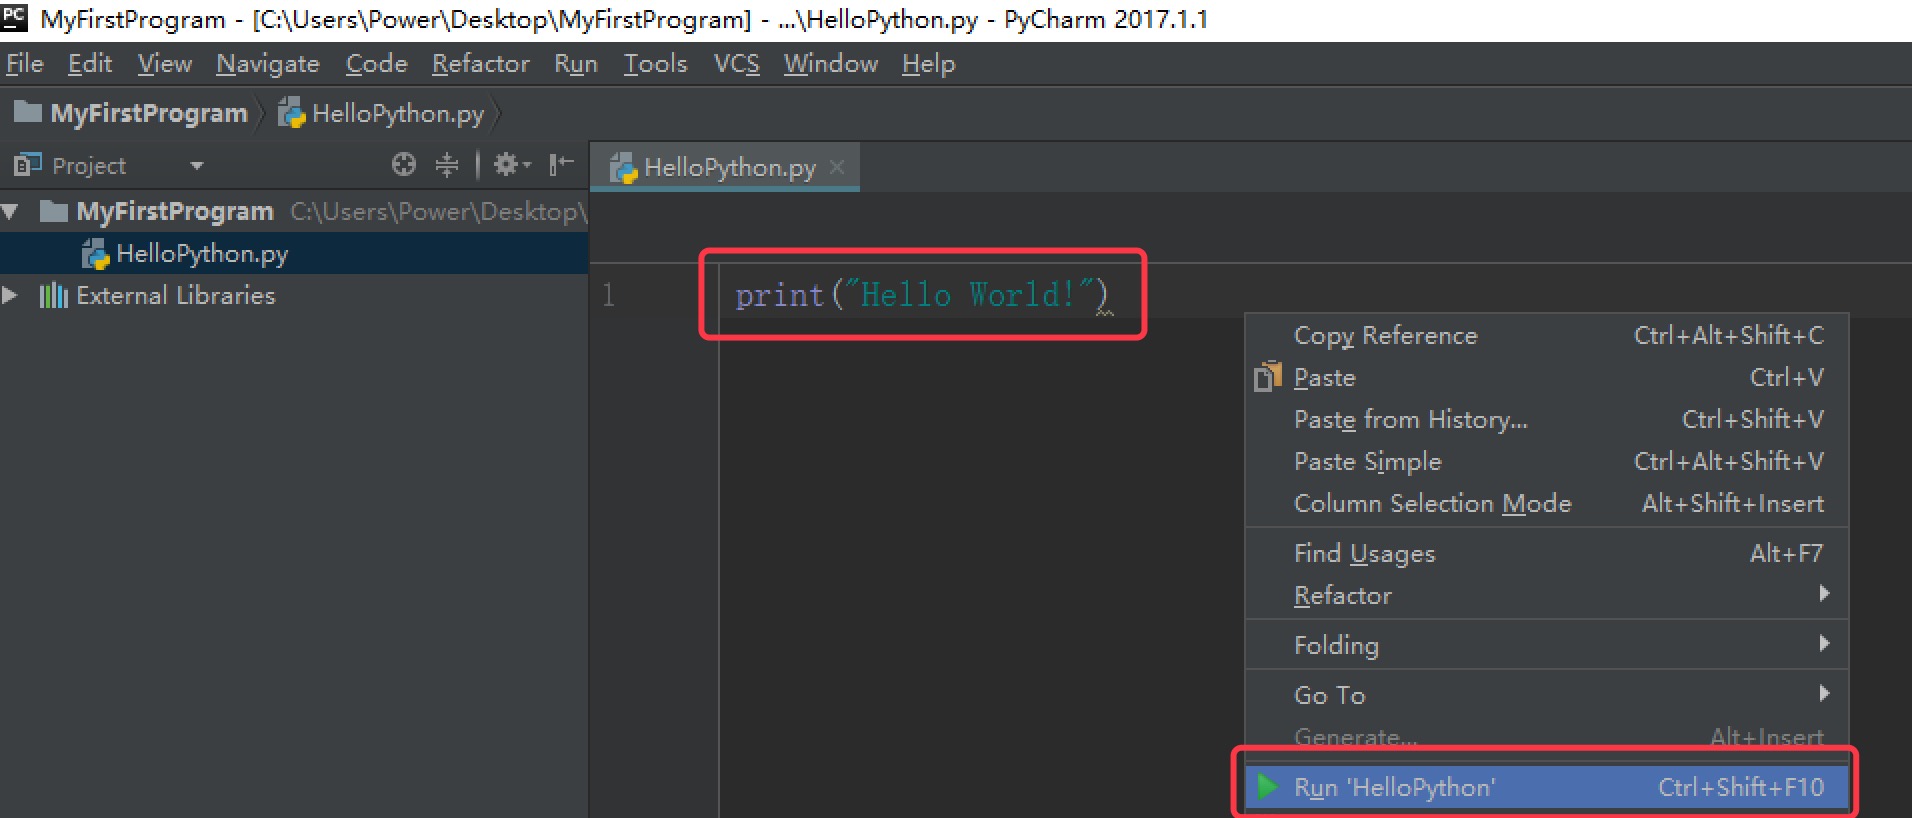 PC MyFirstProgram - [C:\Users\Power\Desktop\MyFirstProgram] - ...\HelloPython.py - PyCharm 2017.1.1
File Edit View Navigate Code Refactor Run Tools VCS Window Help
MyFirstProgram HelloPython.py
Project
HelloPython.py
MyFirstProgram C:\Users\Power\Desktop\
HelloPython.py
External Libraries
1 print("Hello World!")
Copy Reference Ctrl+Alt+Shift+C
Paste Ctrl+V
Paste from History... Ctrl+Shift+V
Paste Simple Ctrl+Alt+Shift+V
Column Selection Mode Alt+Shift+Insert
Find Usages Alt+F7
Refactor
Folding
Go To
Generate... Alt+Insert
Run 'HelloPython' Ctrl+Shift+F10